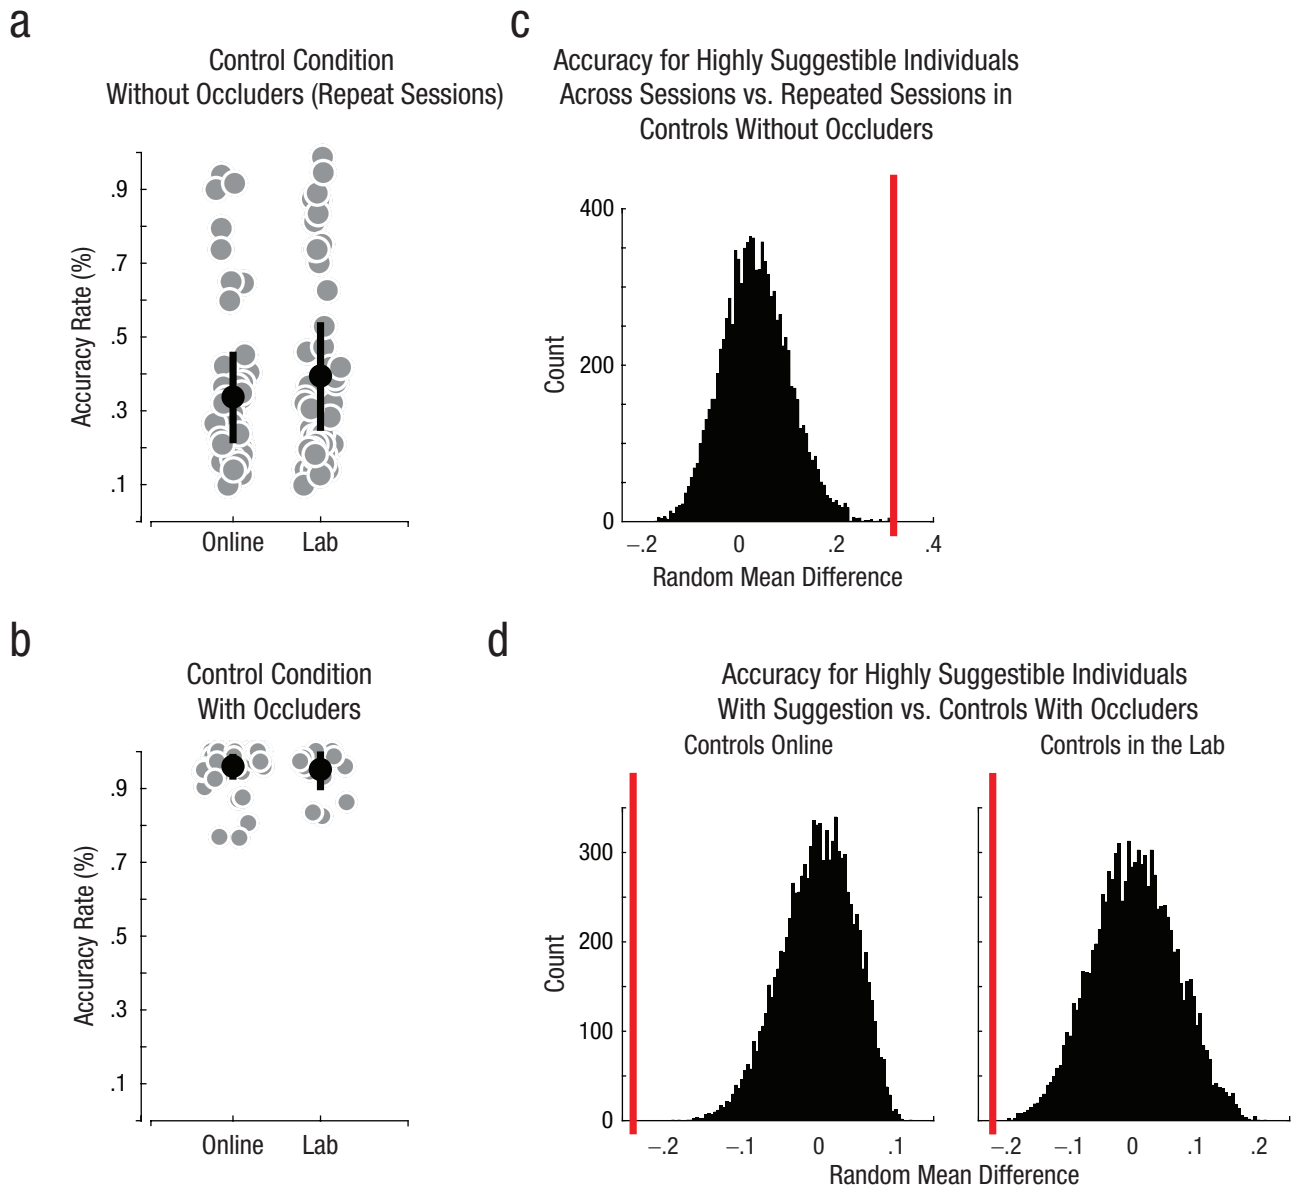 a
Control Condition
Without Occluders (Repeat Sessions)
.9
.7
.5
.3
.1
Accuracy Rate (%)
Online Lab
c
Accuracy for Highly Suggestible Individuals
Across Sessions vs. Repeated Sessions in
Controls Without Occluders
400
200
0
Count
–.2 0 .2 .4
Random Mean Difference
b
Control Condition
With Occluders
.9
.7
.5
.3
.1
Accuracy Rate (%)
Online Lab
d
Accuracy for Highly Suggestible Individuals
With Suggestion vs. Controls With Occluders
Controls Online
Controls in the Lab
300
200
100
0
Count
–.2 –.1 0 .1
–.2 –.1 0 .1 .2
Random Mean Difference